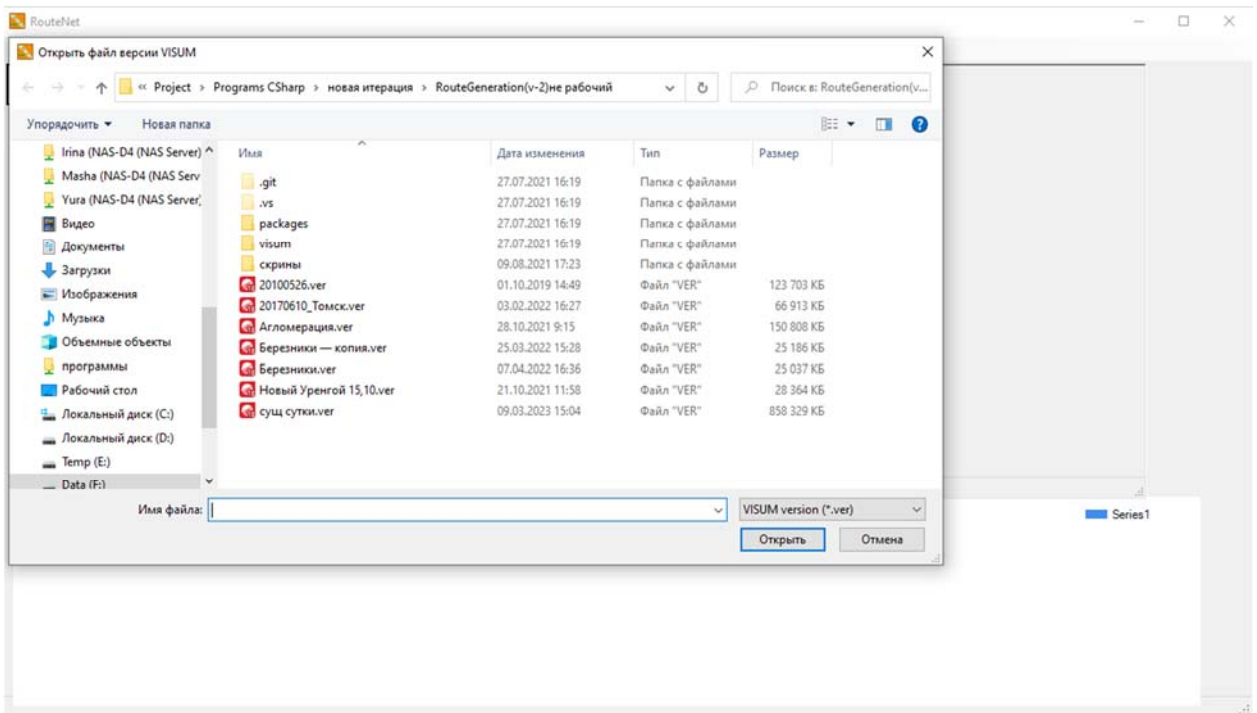 RouteNet
Открыть файл версии VISUM
« Project › Programs CSharp › новая итерация › RouteGeneration(v-2)не рабочий
Поиск в: RouteGeneration(v...
Упорядочить
Новая папка
Irina (NAS-D4 (NAS Server)
Masha (NAS-D4 (NAS Serv
Yura (NAS-D4 (NAS Server)
Видео
Документы
Загрузки
Изображения
Музыка
Объемные объекты
программы
Рабочий стол
Локальный диск (C:)
Локальный диск (D:)
Temp (E:)
Data (F:)
Имя Дата изменения Тип Размер
.git 27.07.2021 16:19 Папка с файлами
.vs 27.07.2021 16:19 Папка с файлами
packages 27.07.2021 16:19 Папка с файлами
visum 27.07.2021 16:19 Папка с файлами
скрины 09.08.2021 17:23 Папка с файлами
20100526.ver 01.10.2019 14:49 Файл "VER" 123 703 КБ
20170610_Томск.ver 03.02.2022 16:27 Файл "VER" 66 913 КБ
Агломерация.ver 28.10.2021 9:15 Файл "VER" 150 808 КБ
Березники — копия.ver 25.03.2022 15:28 Файл "VER" 25 186 КБ
Березники.ver 07.04.2022 16:36 Файл "VER" 25 037 КБ
Новый Уренгой 15,10.ver 21.10.2021 11:58 Файл "VER" 28 364 КБ
сущ сутки.ver 09.03.2023 15:04 Файл "VER" 858 329 КБ
Имя файла:
VISUM version (*.ver)
Открыть
Отмена
Series1